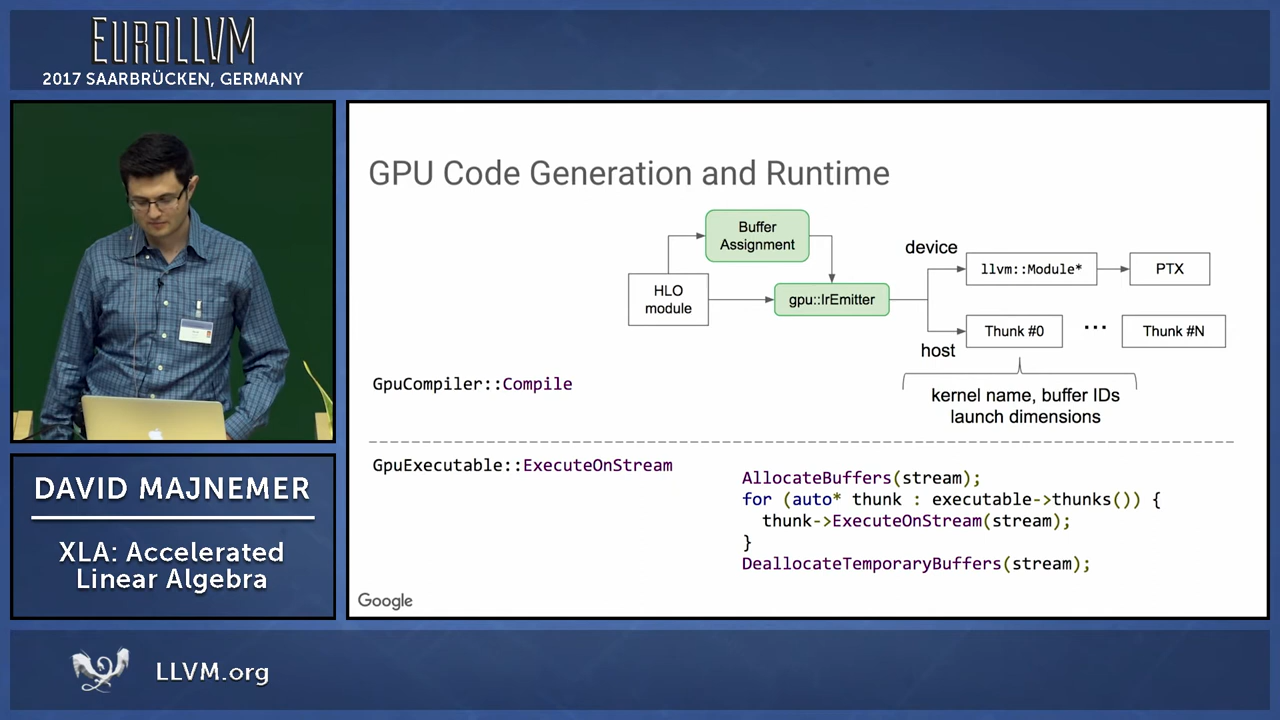 EUROLLVM
2017 SAARBRÜCKEN, GERMANY
GPU Code Generation and Runtime
Buffer
Assignment
HLO
module
gpu::IrEmitter
device
llvm::Module*
PTX
host
Thunk #0
...
Thunk #N
kernel name, buffer IDs
launch dimensions
GpuCompiler::Compile
GpuExecutable::ExecuteOnStream
AllocateBuffers(stream);
for (auto* thunk : executable->thunks()) {
thunk->ExecuteOnStream(stream);
}
DeallocateTemporaryBuffers(stream);
Google
DAVID MAJNEMER
XLA: Accelerated
Linear Algebra
LLVM.org